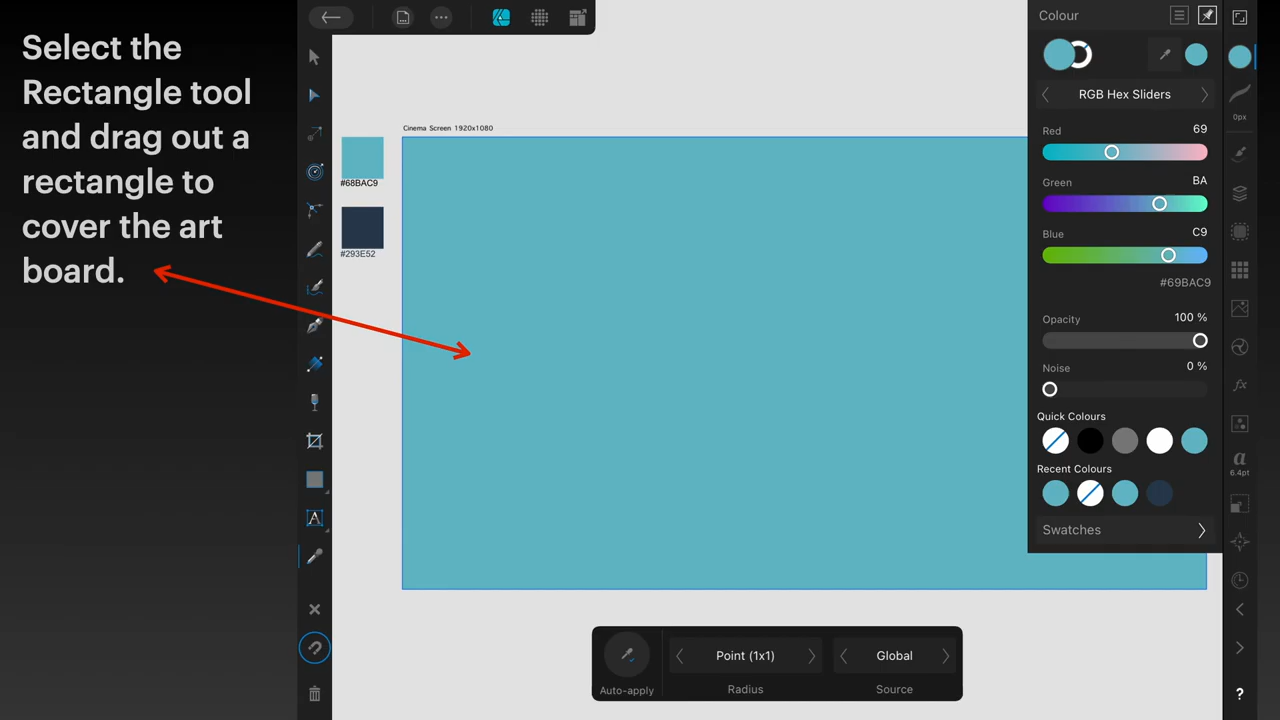 Select the
Rectangle tool
and drag out a
rectangle to
cover the art
board.
Cinema Screen 1920x1080
#68BAC9
#293E52
Colour
RGB Hex Sliders
Red 69
Green BA
Blue C9
#69BAC9
Opacity 100 %
Noise 0 %
Quick Colours
Recent Colours
Swatches
0px
fx
a
6.4pt
?
A
Auto-apply
Point (1x1)
Radius
Global
Source